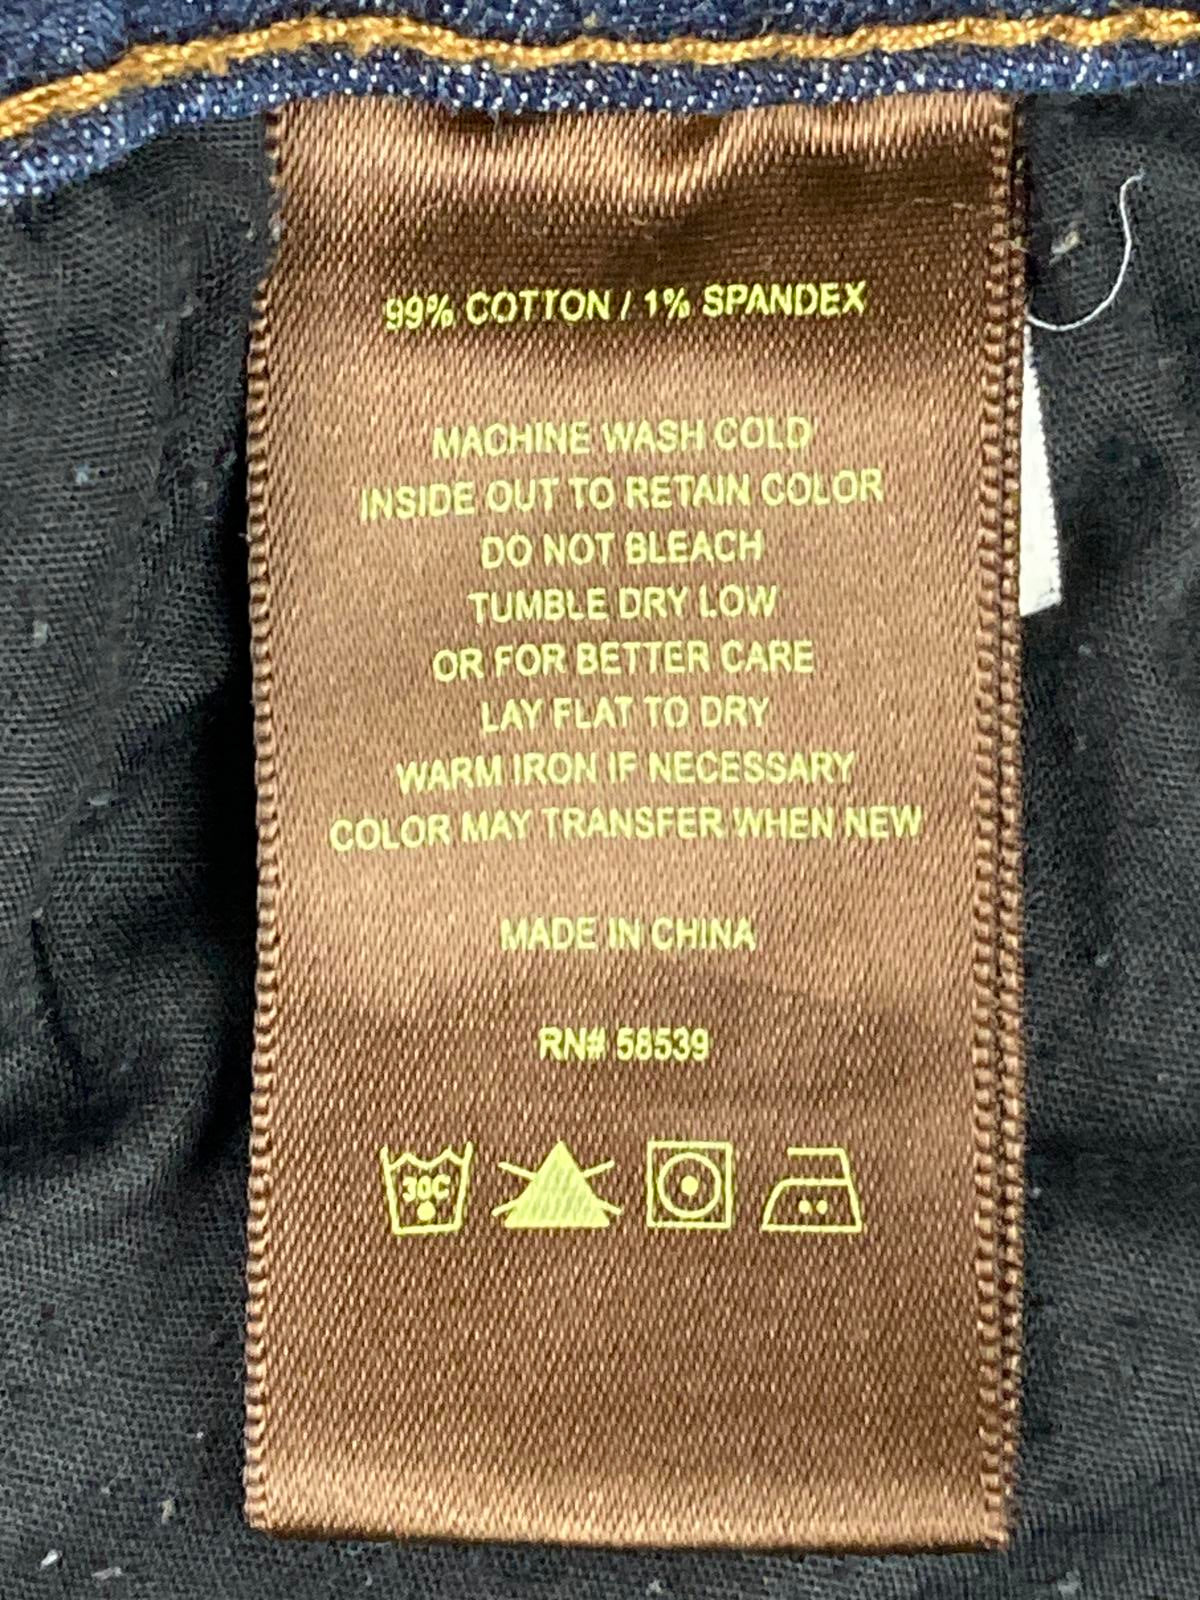 99% COTTON / 1% SPANDEX
MACHINE WASH COLD
INSIDE OUT TO RETAIN COLOR
DO NOT BLEACH
TUMBLE DRY LOW
OR FOR BETTER CARE
LAY FLAT TO DRY
WARM IRON IF NECESSARY
COLOR MAY TRANSFER WHEN NEW
MADE IN CHINA
RN# 58539
30C